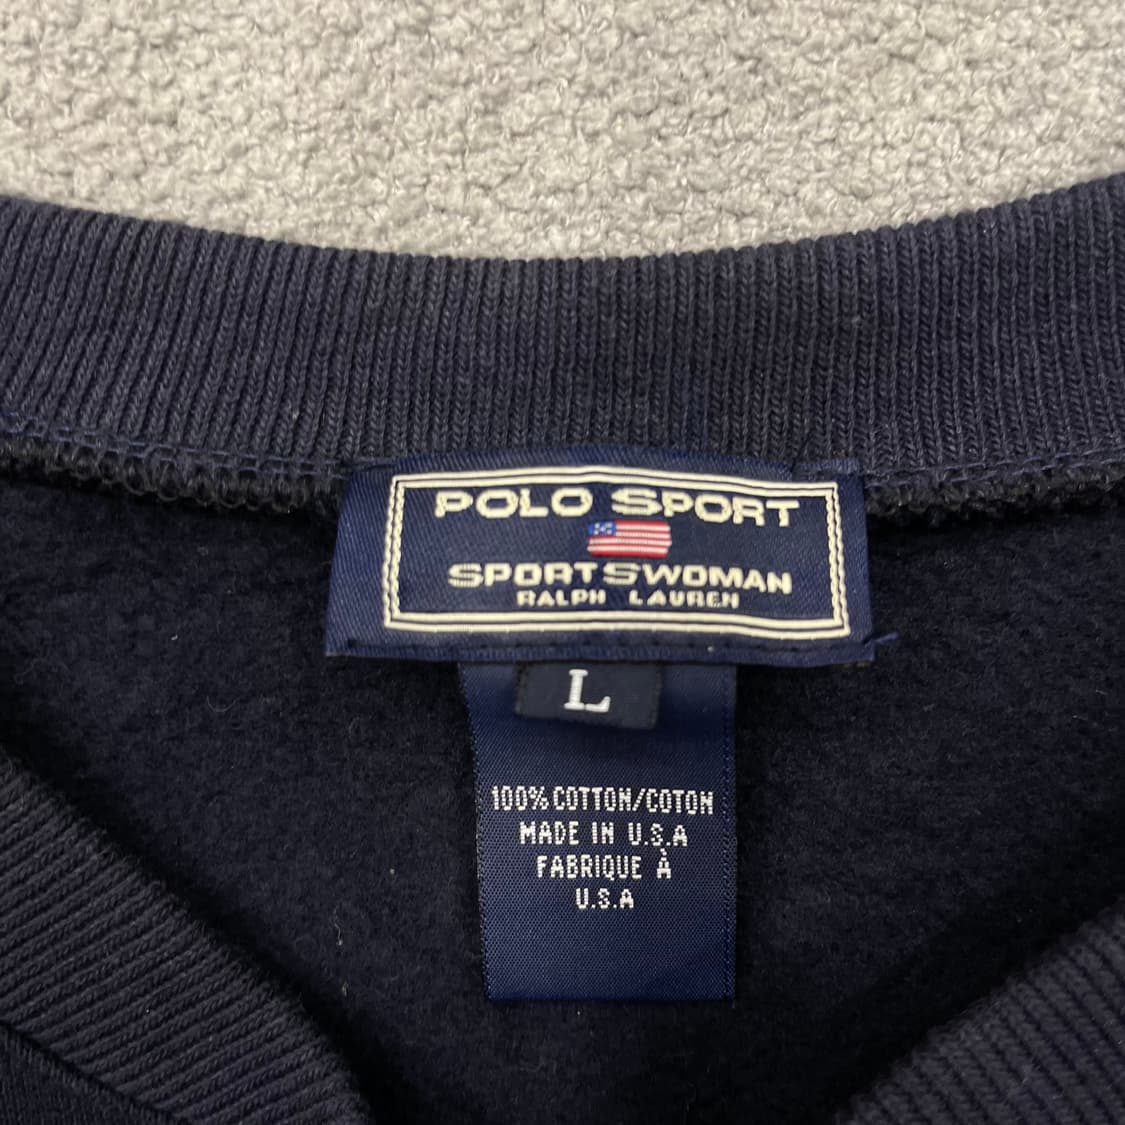 POLO SPORT
SPORTSWOMAN
RALPH LAUREN
L
100% COTTON/COTON
MADE IN U.S.A
FABRIQUE À
U.S.A